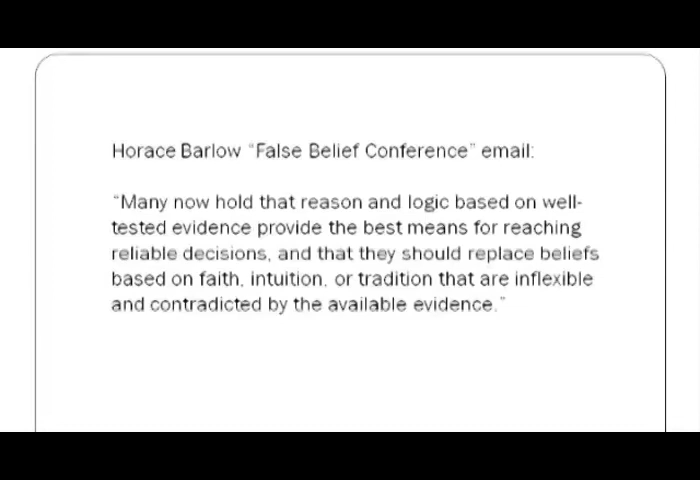 Horace Barlow "False Belief Conference" email:
"Many now hold that reason and logic based on well-
tested evidence provide the best means for reaching
reliable decisions, and that they should replace beliefs
based on faith, intuition, or tradition that are inflexible
and contradicted by the available evidence."